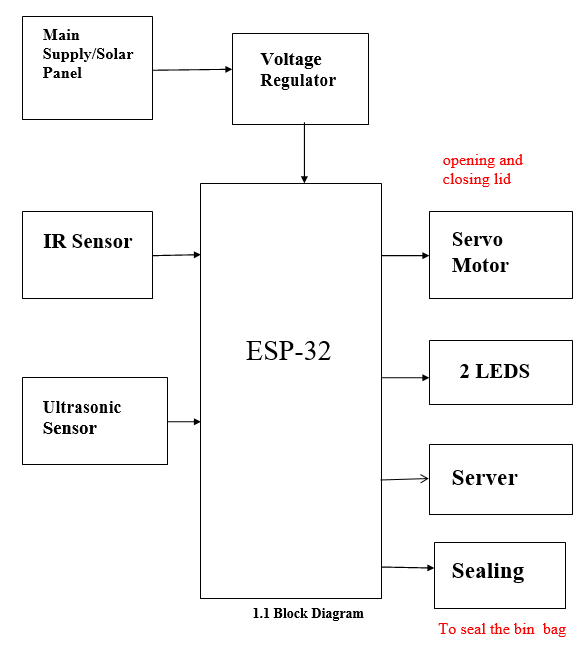 Main
Supply/Solar
Panel
Voltage
Regulator
opening and
closing lid
IR Sensor
Servo
Motor
ESP-32
2 LEDS
Ultrasonic
Sensor
Server
Sealing
1.1 Block Diagram
To seal the bin bag